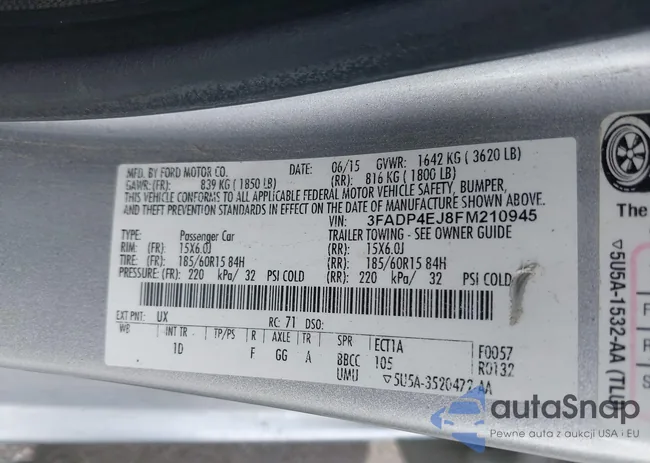 MFD. BY FORD MOTOR CO. DATE: 06/15 GVWR: 1642 KG ( 3620 LB)
GAWR:(FR): 839 KG ( 1850 LB) (RR): 816 KG ( 1800 LB)
THIS CONFORMS TO ALL APPLICABLE FEDERAL MOTOR VEHICLE SAFETY, BUMPER,
AND THEFT PREVENTION STANDARDS IN EFFECT ON THE DATE OF MANUFACTURE SHOWN ABOVE.
VIN: 3FADP4EJ8FM210945
TYPE: Passenger Car TRAILER TOWING - SEE OWNER GUIDE
RIM: (FR): 15X6.0J (RR): 15X6.0J
TIRE: (FR): 185/60R15 84H (RR): 185/60R15 84H
PRESSURE:(FR): 220 kPa/ 32 PSI COLD (RR): 220 kPa/ 32 PSI COLD
EXT PNT: UX RC: 71 DSO:
WB INT TR TP/PS R AXLE TR SPR ECT1A F0057
1D F GG A BBCC 105 R0132
UMU ▽5U5A-3520472-AA
The
▽5U5A-1532-AA (TLU
F
F
S
autoSnap
Pewne auta z aukcji USA i EU